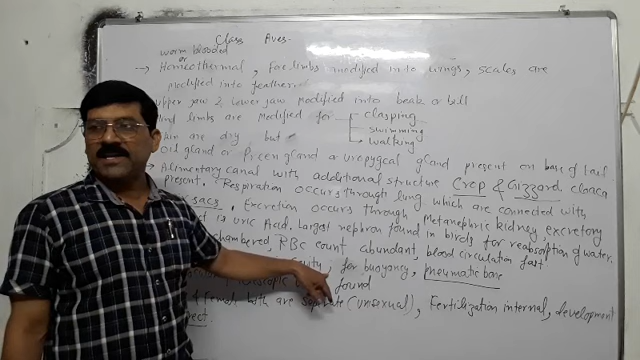 Class Aves-
worm blooded
or
→ Homeothermal, forlimbs modified into wings, scales are
modified into feather
upper jaw & Lower jaw modified into beak or bill
limbs are modified for clasping
swimming
are dry but walking
Oil gland or Preen gland or uropygeal gland present on base of tail
→ Alimentary canal with additional structure Crop & Gizzard, cloaca
present. Respiration occurs through lung which are connected with
sacs. Excretion occurs through Metanephric kidney, excretory
is uric Acid. Largest nephron found in birds for reabsorption of water.
chambered, RBC count abundant, blood circulation fast
for buoyancy, pneumatic bone
found
Female both are separate (unisexual), Fertilization internal, development